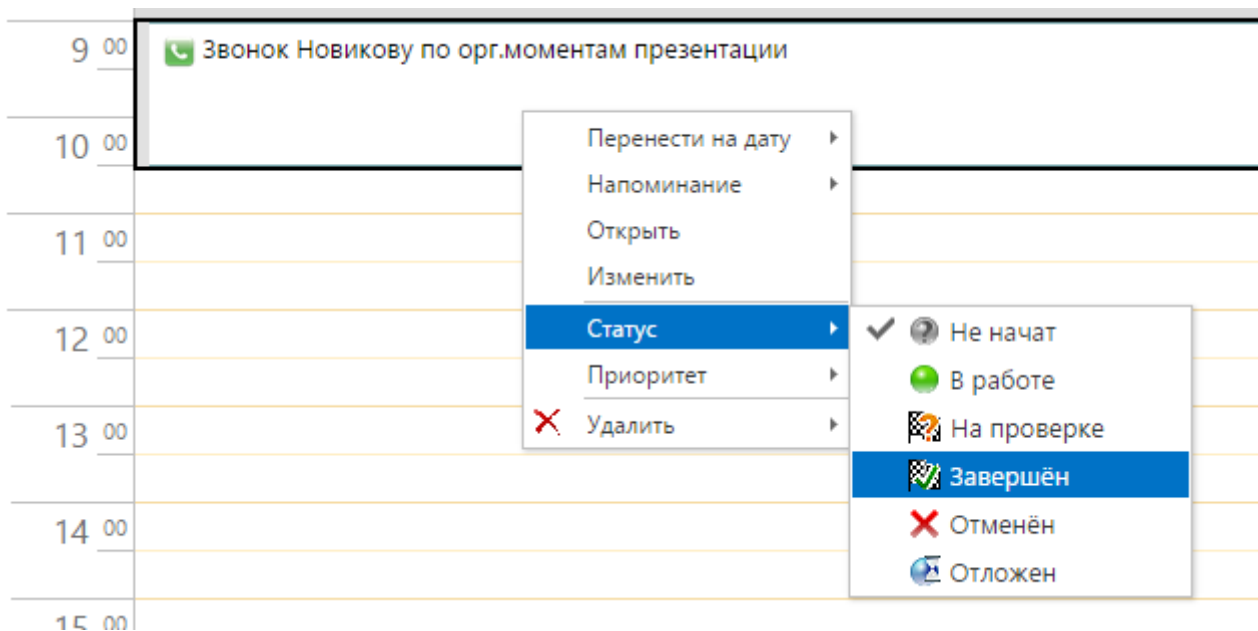 9 00 Звонок Новикову по орг.моментам презентации
10 00
11 00
12 00
13 00
14 00
15 00
Перенести на дату
Напоминание
Открыть
Изменить
Статус
Приоритет
Удалить
Не начат
В работе
На проверке
Завершён
Отменён
Отложен